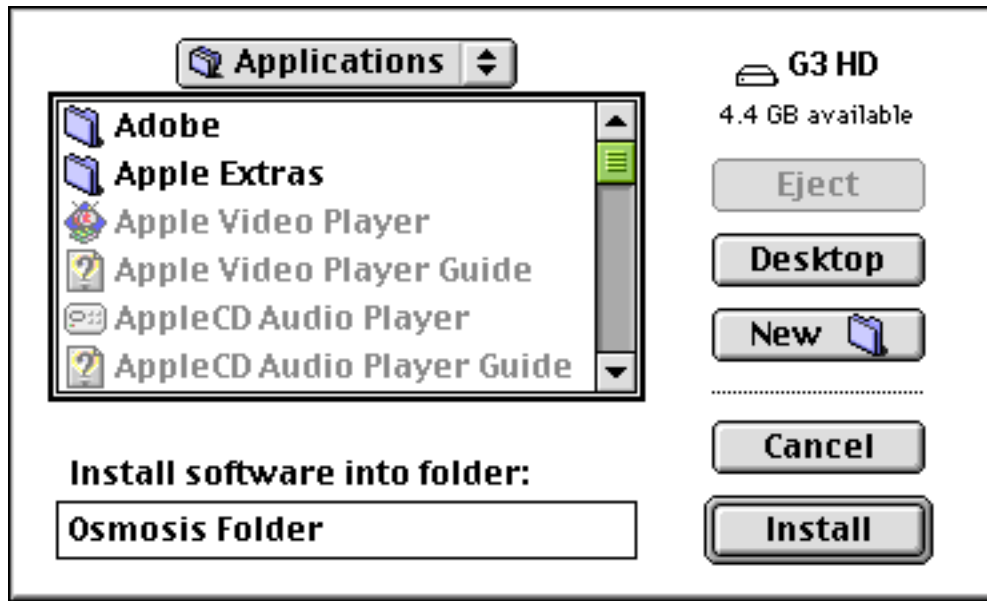 Applications
Adobe
Apple Extras
Apple Video Player
Apple Video Player Guide
AppleCD Audio Player
AppleCD Audio Player Guide
Install software into folder:
Osmosis Folder
G3 HD
4.4 GB available
Eject
Desktop
New
Cancel
Install